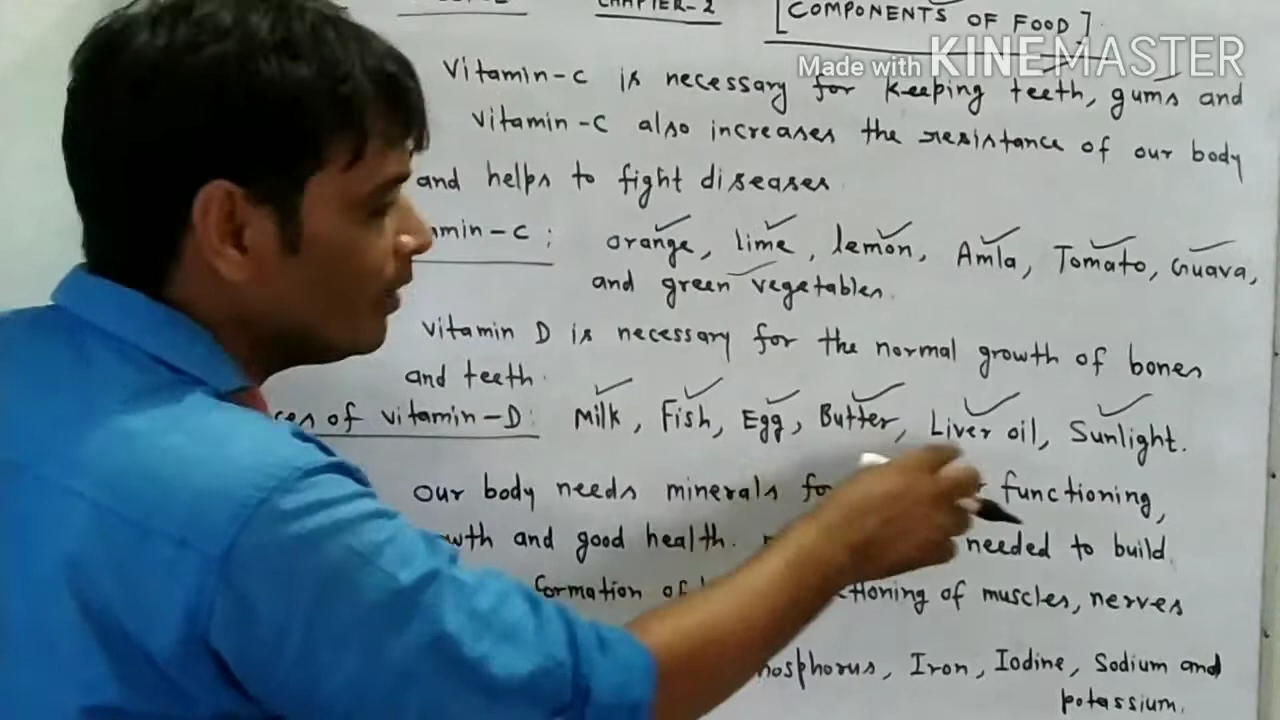 CHAPTER-2 [COMPONENTS OF FOOD]
Made with KINEMASTER
Vitamin-C is necessary for keeping teeth, gums and
Vitamin-C also increases the resistance of our body
and helps to fight diseases
amin-C: orange, lime, lemon, Amla, Tomato, Guava,
and green vegetables.
Vitamin D is necessary for the normal growth of bones
and teeth.
ces of vitamin-D: Milk, Fish, Egg, Butter, Liver oil, Sunlight.
Our body needs minerals functioning,
and good health. needed to build
Formation of of muscles, nerves
hosphorus, Iron, Iodine, Sodium and
potassium.